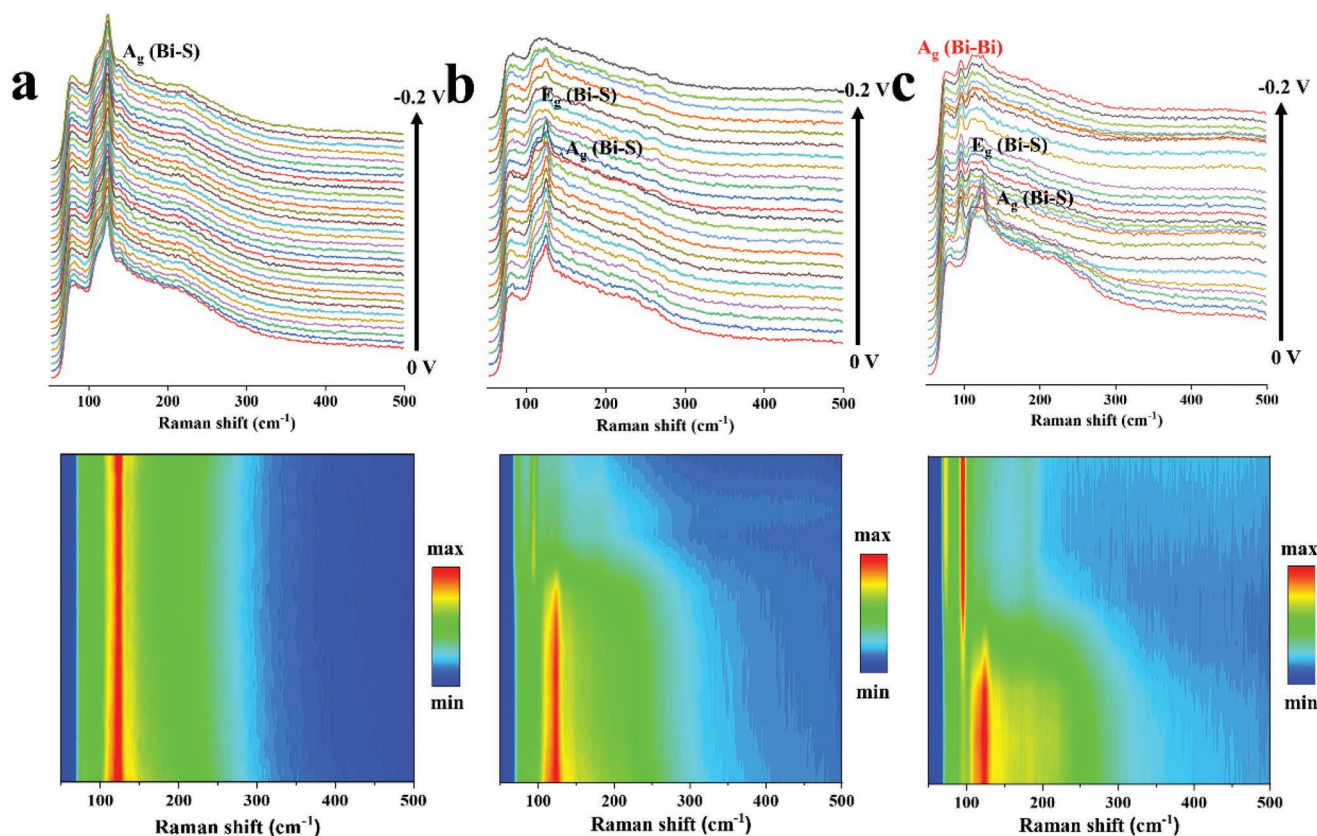 a
A_g (Bi-S)
-0.2 V
0 V
100 200 300 400 500
Raman shift (cm⁻¹)
b
E_g (Bi-S)
A_g (Bi-S)
-0.2 V
0 V
100 200 300 400 500
Raman shift (cm⁻¹)
c
A_g (Bi-Bi)
E_g (Bi-S)
A_g (Bi-S)
-0.2 V
0 V
100 200 300 400 500
Raman shift (cm⁻¹)
max
min
100 200 300 400 500
Raman shift (cm⁻¹)
max
min
100 200 300 400 500
Raman shift (cm⁻¹)
max
min
100 200 300 400 500
Raman shift (cm⁻¹)